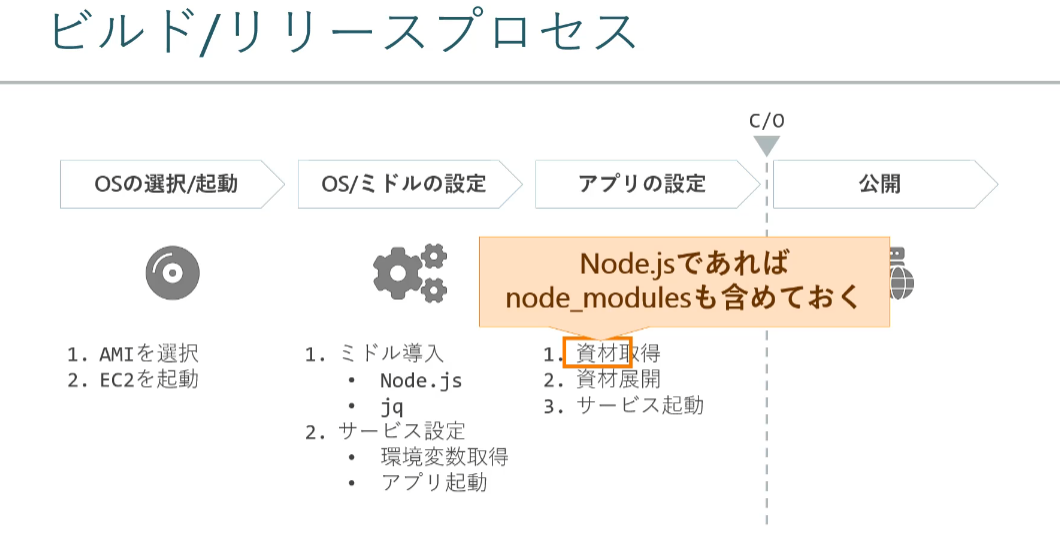 ビルド/リリースプロセス
C/O
OSの選択/起動
OS/ミドルの設定
アプリの設定
公開
Node.jsであれば
node_modulesも含めておく
1. AMIを選択
2. EC2を起動
1. ミドル導入
• Node.js
• jq
2. サービス設定
• 環境変数取得
• アプリ起動
1. 資材取得
2. 資材展開
3. サービス起動